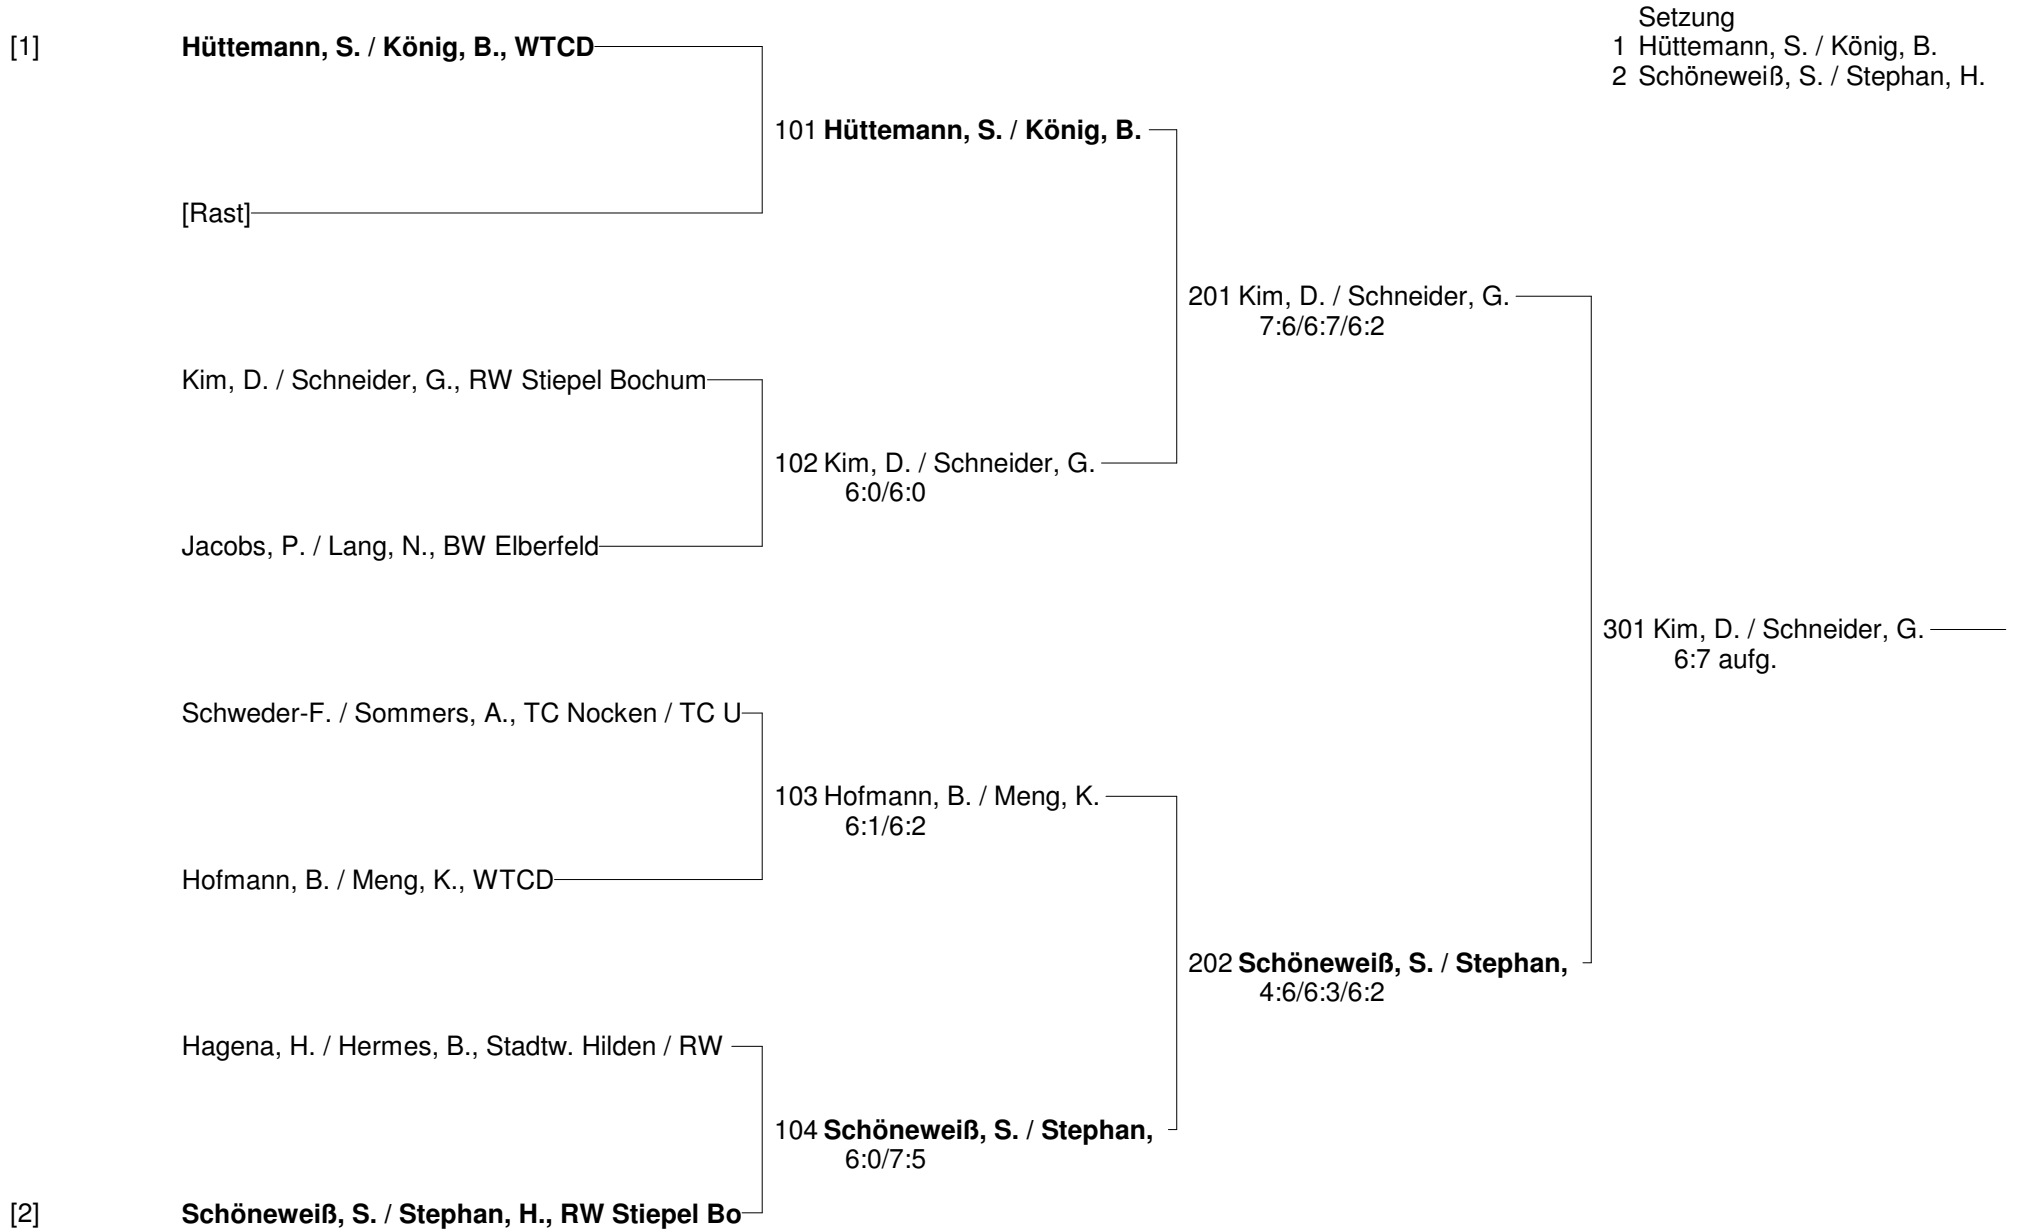 Setzung
1 Hüttemann, S. / König, B.
2 Schöneweiß, S. / Stephan, H.
[1] Hüttemann, S. / König, B., WTCD
101 Hüttemann, S. / König, B.
[Rast]
201 Kim, D. / Schneider, G.
7:6/6:7/6:2
Kim, D. / Schneider, G., RW Stiepel Bochum
102 Kim, D. / Schneider, G.
6:0/6:0
Jacobs, P. / Lang, N., BW Elberfeld
301 Kim, D. / Schneider, G.
6:7 aufg.
Schweder-F. / Sommers, A., TC Nocken / TC U
103 Hofmann, B. / Meng, K.
6:1/6:2
Hofmann, B. / Meng, K., WTCD
202 Schöneweiß, S. / Stephan,
4:6/6:3/6:2
Hagena, H. / Hermes, B., Stadtw. Hilden / RW
104 Schöneweiß, S. / Stephan,
6:0/7:5
[2] Schöneweiß, S. / Stephan, H., RW Stiepel Bo